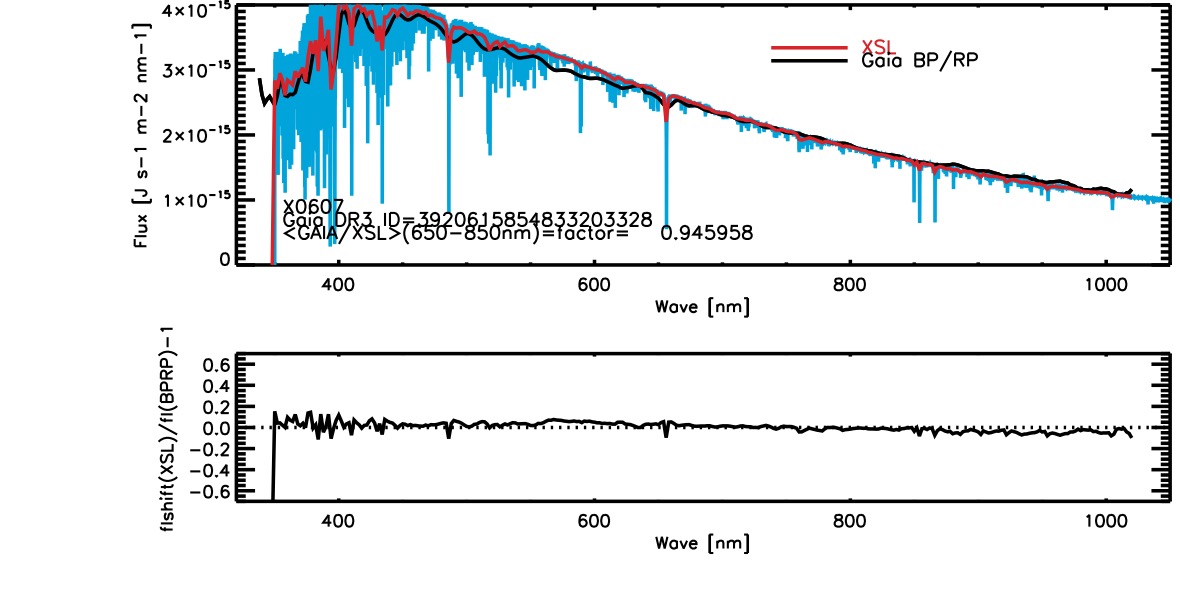 4×10−15
3×10−15
2×10−15
1×10−15
0
Flux [J s−1 m−2 nm−1]
XSL
Gaia BP/RP
X0607
Gaia DR3 ID=3920615854833203328
<GAIA/XSL>(650−850nm)=factor= 0.945958
400 600 800 1000
Wave [nm]
flshift(XSL)/fl(BPRP)−1
0.6
0.4
0.2
0.0
−0.2
−0.4
−0.6
400 600 800 1000
Wave [nm]